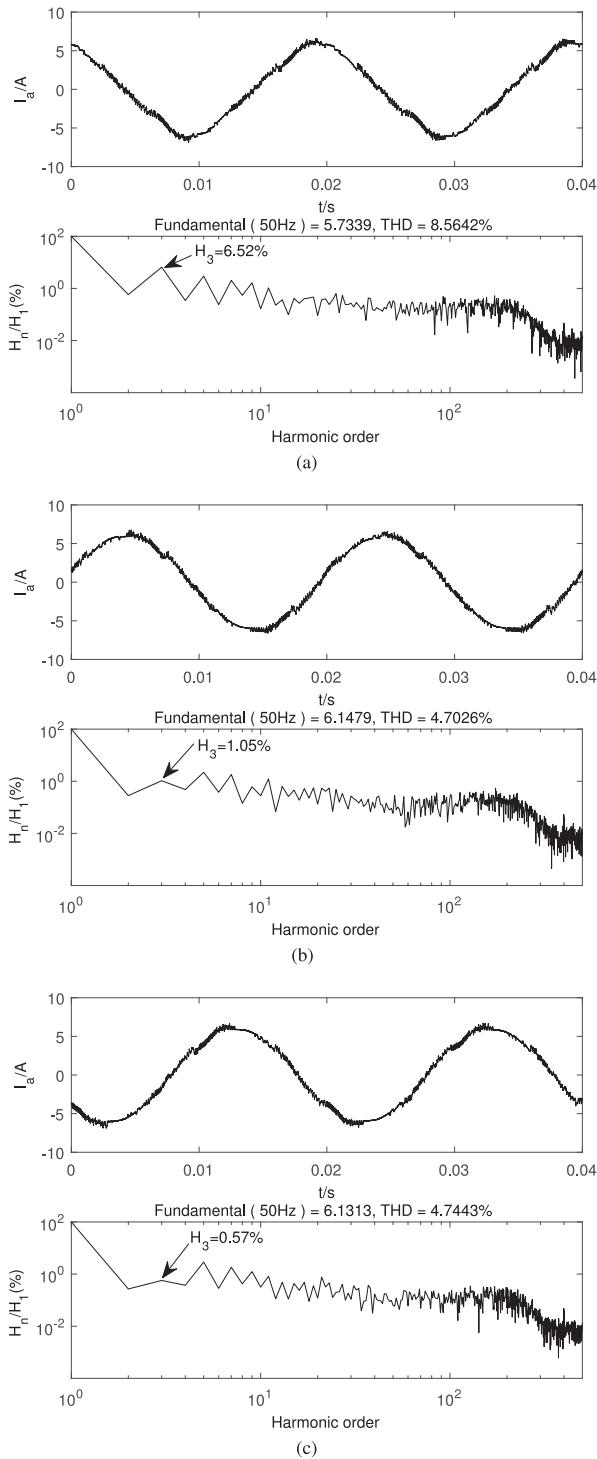 10
5
0
-5
-10
I_a/A
0 0.01 0.02 0.03 0.04
t/s
Fundamental ( 50Hz ) = 5.7339, THD = 8.5642%
10^2
10^0
10^-2
H_n/H_1(%)
H_3=6.52%
10^0 10^1 10^2
Harmonic order
(a)
10
5
0
-5
-10
I_a/A
0 0.01 0.02 0.03 0.04
t/s
Fundamental ( 50Hz ) = 6.1479, THD = 4.7026%
10^2
10^0
10^-2
H_n/H_1(%)
H_3=1.05%
10^0 10^1 10^2
Harmonic order
(b)
10
5
0
-5
-10
I_a/A
0 0.01 0.02 0.03 0.04
t/s
Fundamental ( 50Hz ) = 6.1313, THD = 4.7443%
10^2
10^0
10^-2
H_n/H_1(%)
H_3=0.57%
10^0 10^1 10^2
Harmonic order
(c)